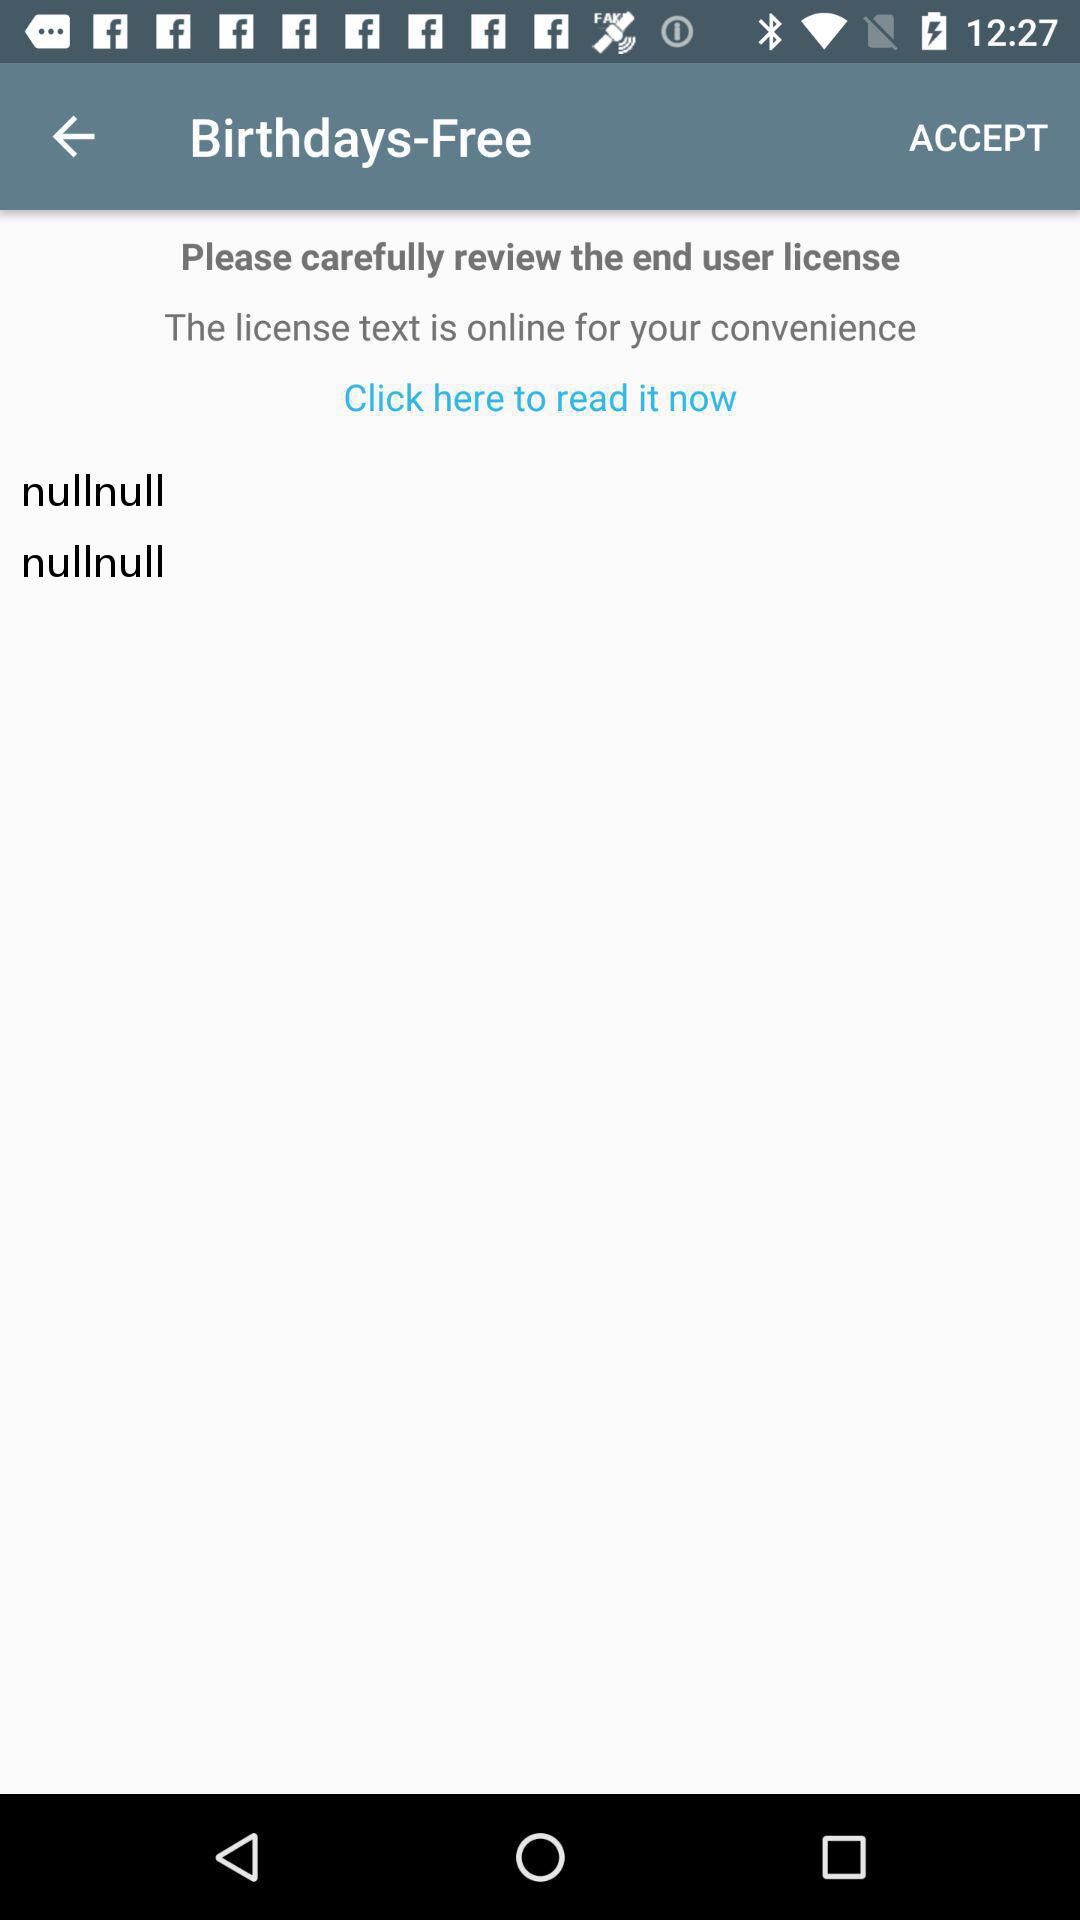 FAK 12:27
Birthdays-Free ACCEPT
Please carefully review the end user license
The license text is online for your convenience
Click here to read it now
nullnull
nullnull